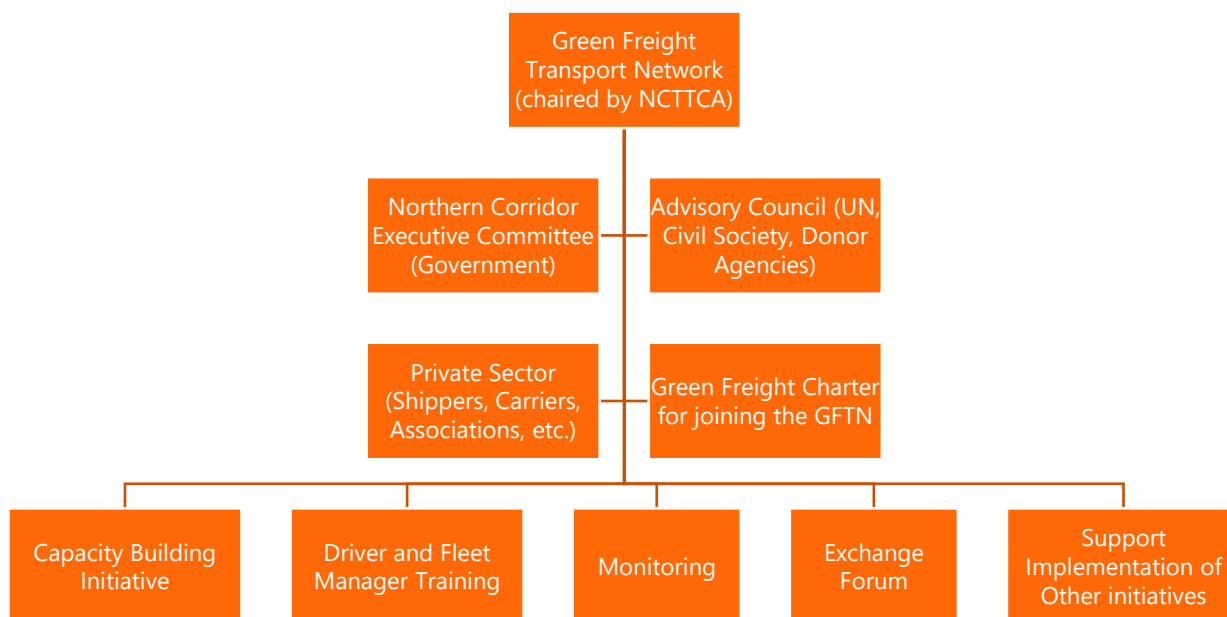 Green Freight
Transport Network
(chaired by NCTTCA)
Northern Corridor
Executive Committee
(Government)
Advisory Council (UN,
Civil Society, Donor
Agencies)
Private Sector
(Shippers, Carriers,
Associations, etc.)
Green Freight Charter
for joining the GFTN
Capacity Building
Initiative
Driver and Fleet
Manager Training
Monitoring
Exchange
Forum
Support
Implementation of
Other initiatives